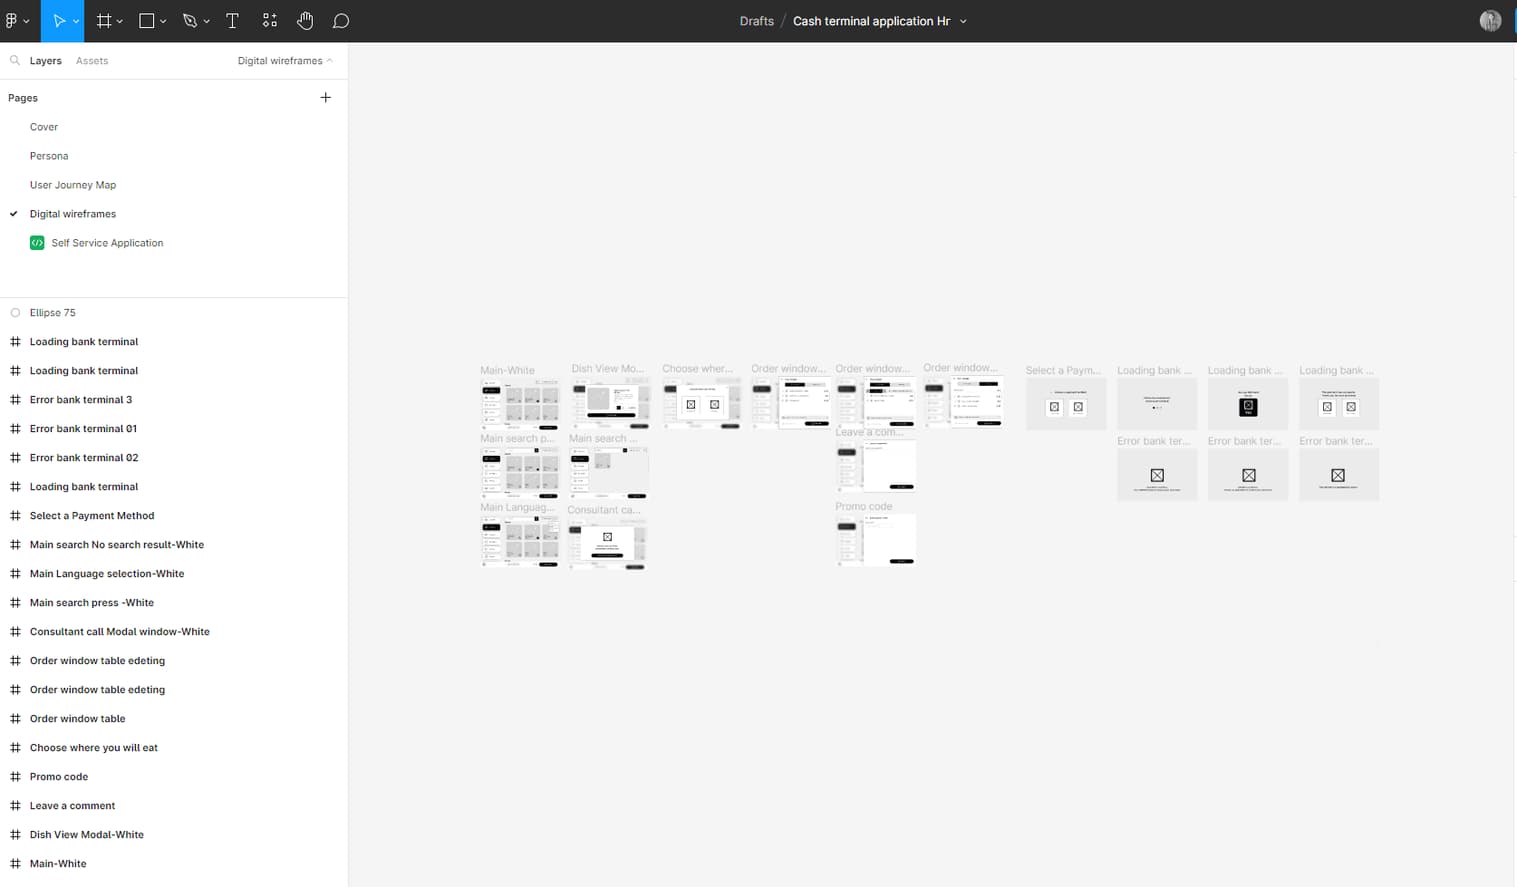 Drafts / Cash terminal application Hr
Layers
Assets
Digital wireframes
Pages
Cover
Persona
User Journey Map
Digital wireframes
Self Service Application
Ellipse 75
Loading bank terminal
Loading bank terminal
Error bank terminal 3
Error bank terminal 01
Error bank terminal 02
Loading bank terminal
Select a Payment Method
Main search No search result-White
Main Language selection-White
Main search press -White
Consultant call Modal window-White
Order window table edeting
Order window table edeting
Order window table
Choose where you will eat
Promo code
Leave a comment
Dish View Modal-White
Main-White
Main-White
Dish View Mo...
Choose wher...
Order window...
Order window...
Order window...
Select a Paym...
Loading bank ...
Loading bank ...
Loading bank ...
Main search p...
Main search ...
Leave a com...
Error bank ter...
Error bank ter...
Error bank ter...
Main Languag...
Consultant ca...
Promo code